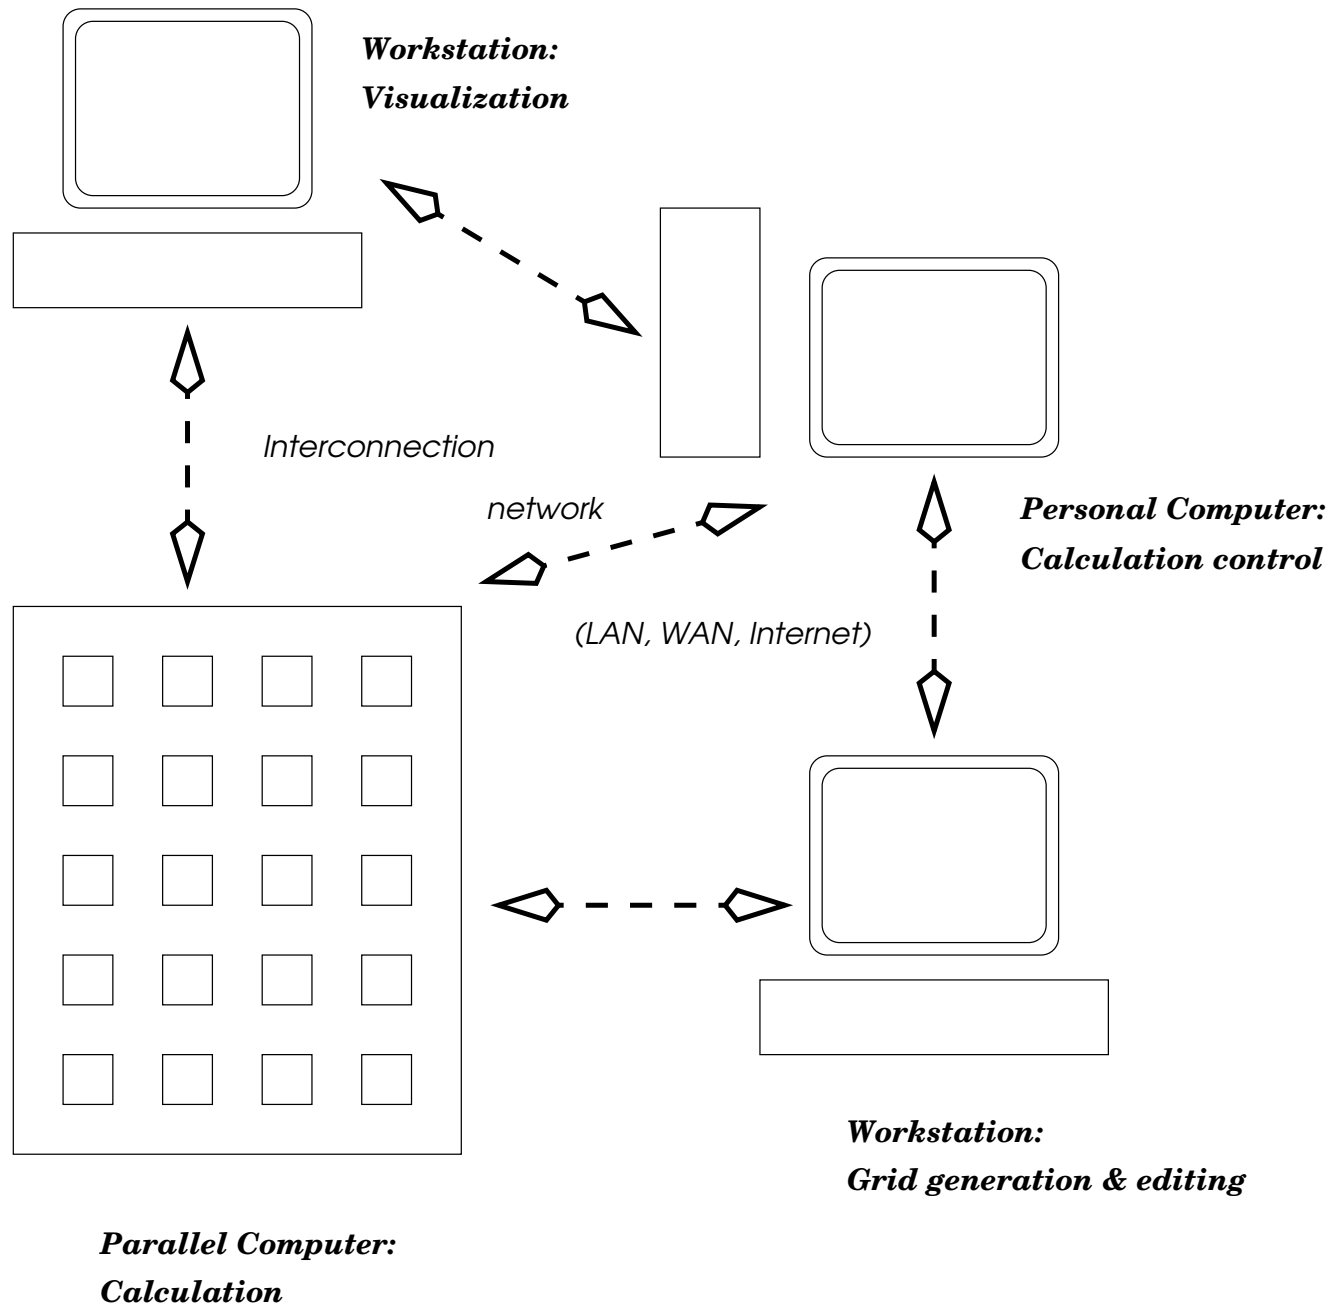 Workstation:
Visualization
Interconnection
network
(LAN, WAN, Internet)
Personal Computer:
Calculation control
Workstation:
Grid generation & editing
Parallel Computer:
Calculation